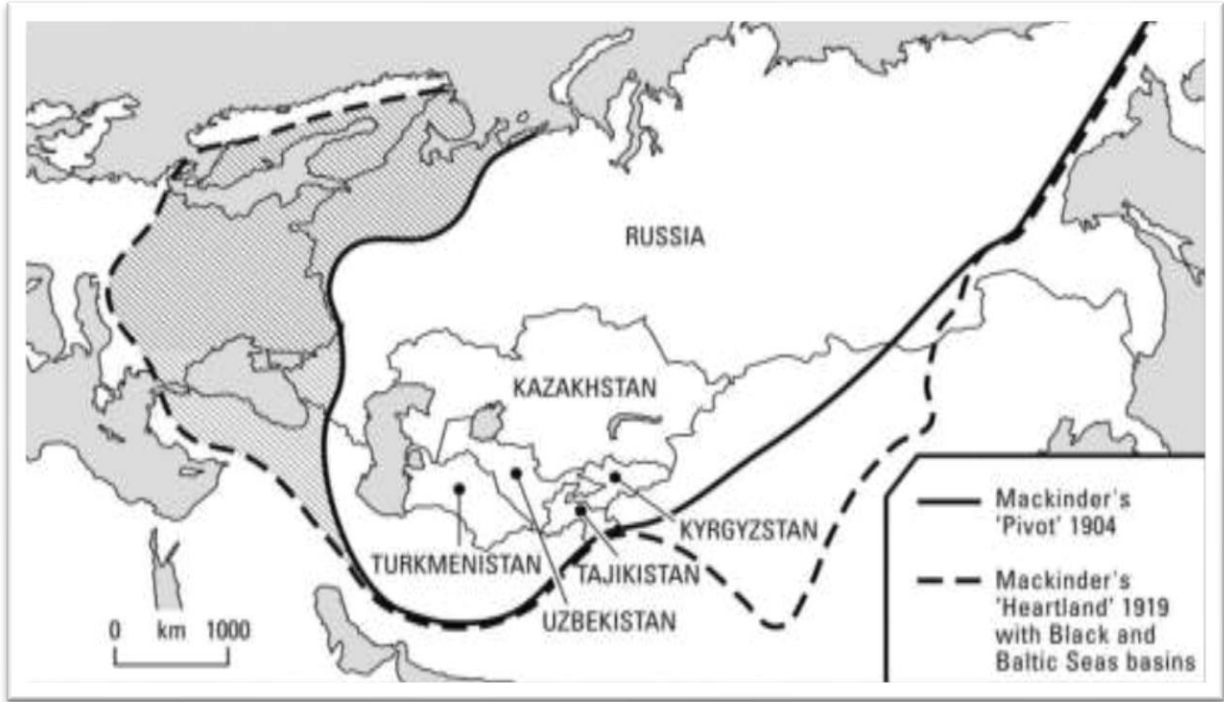 RUSSIA
KAZAKHSTAN
KYRGYZSTAN
TURKMENISTAN
TAJIKISTAN
UZBEKISTAN
0 km 1000
Mackinder's
'Pivot' 1904
Mackinder's
'Heartland' 1919
with Black and
Baltic Seas basins